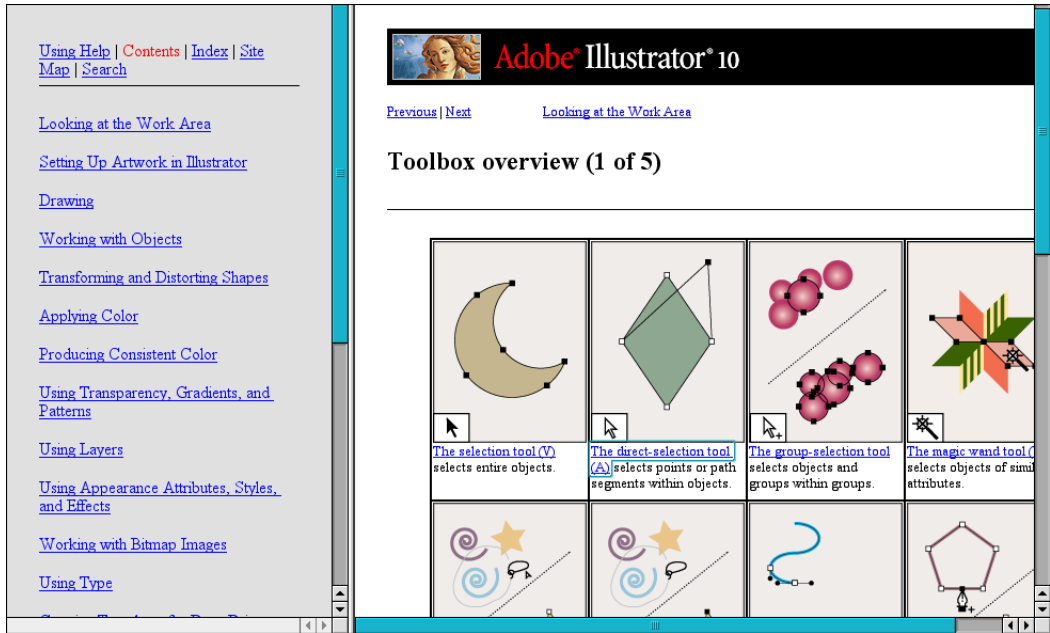 Using Help | Contents | Index | Site
Map | Search
Looking at the Work Area
Setting Up Artwork in Illustrator
Drawing
Working with Objects
Transforming and Distorting Shapes
Applying Color
Producing Consistent Color
Using Transparency, Gradients, and
Patterns
Using Layers
Using Appearance Attributes, Styles,
and Effects
Working with Bitmap Images
Using Type
Adobe® Illustrator® 10
Previous | Next
Looking at the Work Area
Toolbox overview (1 of 5)
The selection tool (V)
selects entire objects.
The direct-selection tool
(A) selects points or path
segments within objects.
The group-selection tool
selects objects and
groups within groups.
The magic wand tool (
selects objects of simil
attributes.